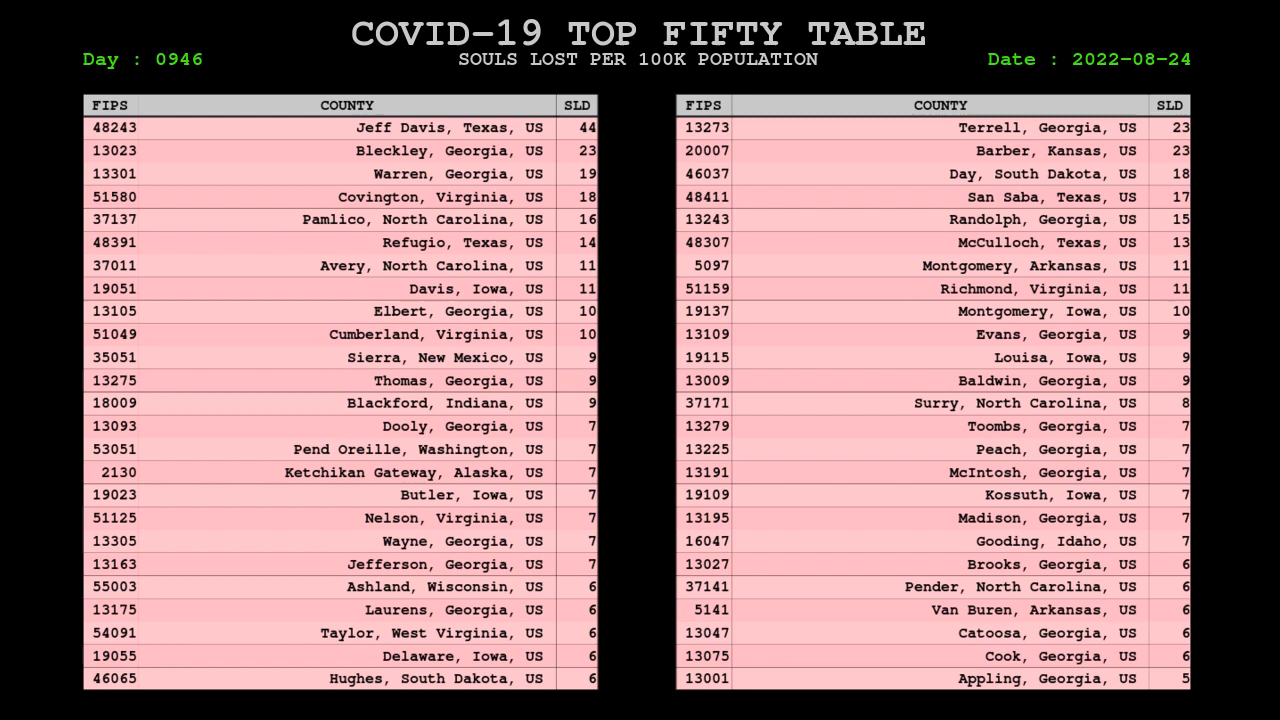 COVID-19 TOP FIFTY TABLE
Day : 0946 SOULS LOST PER 100K POPULATION Date : 2022-08-24
FIPS COUNTY SLD
48243 Jeff Davis, Texas, US 44
13023 Bleckley, Georgia, US 23
13301 Warren, Georgia, US 19
51580 Covington, Virginia, US 18
37137 Pamlico, North Carolina, US 16
48391 Refugio, Texas, US 14
37011 Avery, North Carolina, US 11
19051 Davis, Iowa, US 11
13105 Elbert, Georgia, US 10
51049 Cumberland, Virginia, US 10
35051 Sierra, New Mexico, US 9
13275 Thomas, Georgia, US 9
18009 Blackford, Indiana, US 9
13093 Dooly, Georgia, US 7
53051 Pend Oreille, Washington, US 7
2130 Ketchikan Gateway, Alaska, US 7
19023 Butler, Iowa, US 7
51125 Nelson, Virginia, US 7
13305 Wayne, Georgia, US 7
13163 Jefferson, Georgia, US 7
55003 Ashland, Wisconsin, US 6
13175 Laurens, Georgia, US 6
54091 Taylor, West Virginia, US 6
19055 Delaware, Iowa, US 6
46065 Hughes, South Dakota, US 6
FIPS COUNTY SLD
13273 Terrell, Georgia, US 23
20007 Barber, Kansas, US 23
46037 Day, South Dakota, US 18
48411 San Saba, Texas, US 17
13243 Randolph, Georgia, US 15
48307 McCulloch, Texas, US 13
5097 Montgomery, Arkansas, US 11
51159 Richmond, Virginia, US 11
19137 Montgomery, Iowa, US 10
13109 Evans, Georgia, US 9
19115 Louisa, Iowa, US 9
13009 Baldwin, Georgia, US 9
37171 Surry, North Carolina, US 8
13279 Toombs, Georgia, US 7
13225 Peach, Georgia, US 7
13191 McIntosh, Georgia, US 7
19109 Kossuth, Iowa, US 7
13195 Madison, Georgia, US 7
16047 Gooding, Idaho, US 7
13027 Brooks, Georgia, US 6
37141 Pender, North Carolina, US 6
5141 Van Buren, Arkansas, US 6
13047 Catoosa, Georgia, US 6
13075 Cook, Georgia, US 6
13001 Appling, Georgia, US 5